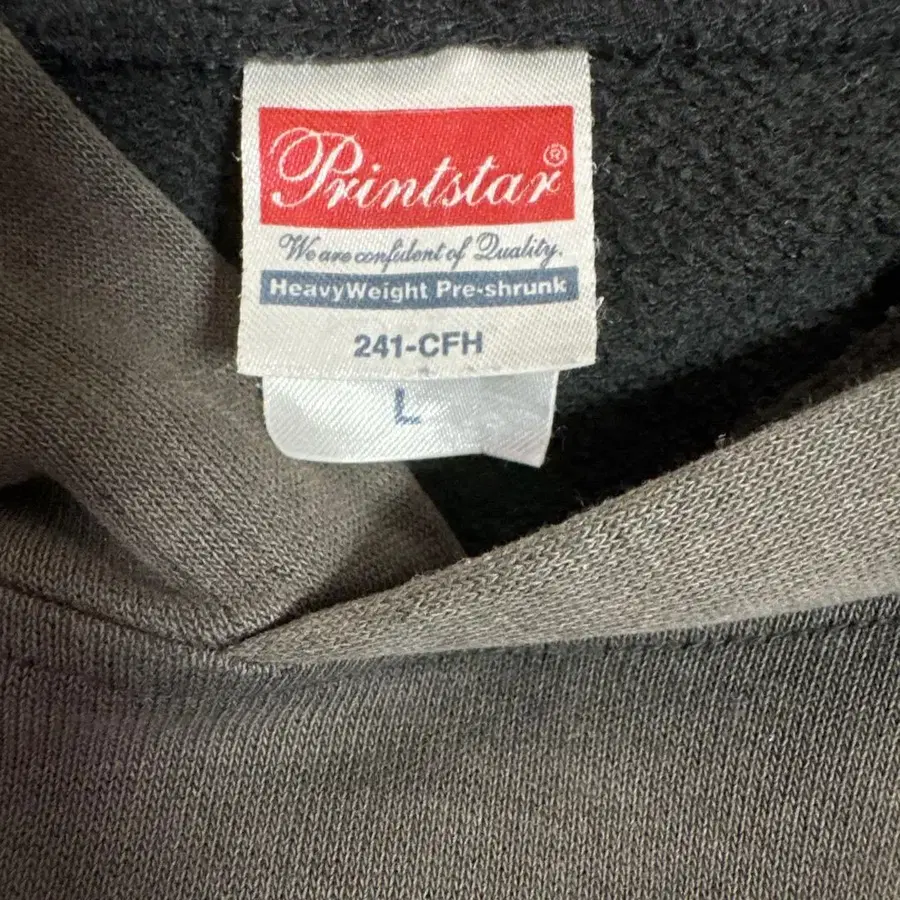 Printstar®
We are confident of Quality.
HeavyWeight Pre-shrunk
241-CFH
L